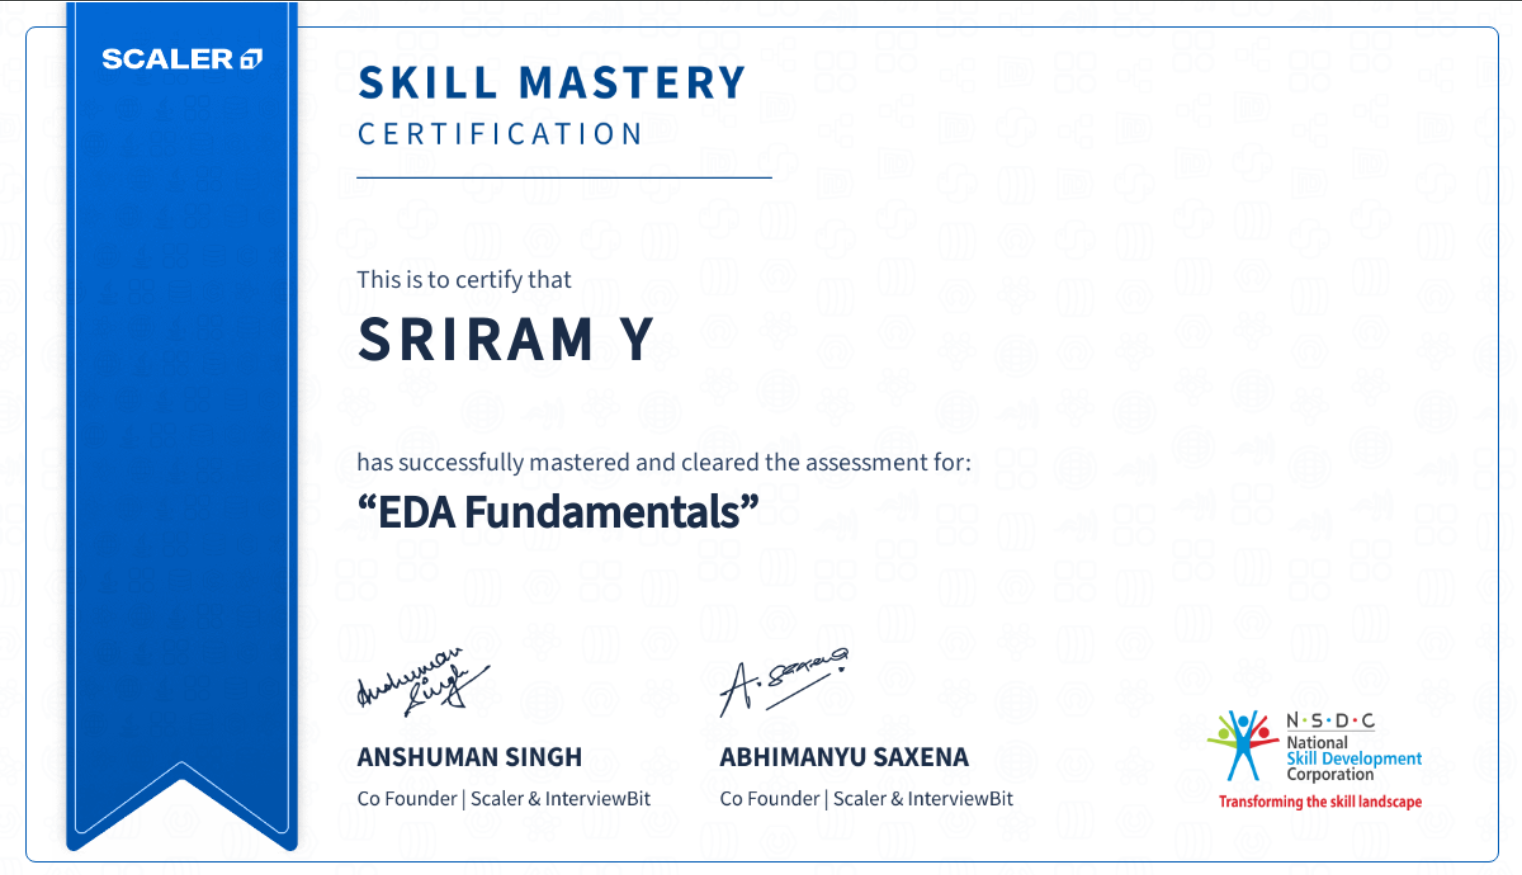 SCALER
SKILL MASTERY
CERTIFICATION
This is to certify that
SRIRAM Y
has successfully mastered and cleared the assessment for:
“EDA Fundamentals”
Anshuman
Singh
A. Saxena
ANSHUMAN SINGH
Co Founder | Scaler & InterviewBit
ABHIMANYU SAXENA
Co Founder | Scaler & InterviewBit
N·S·D·C
National
Skill Development
Corporation
Transforming the skill landscape